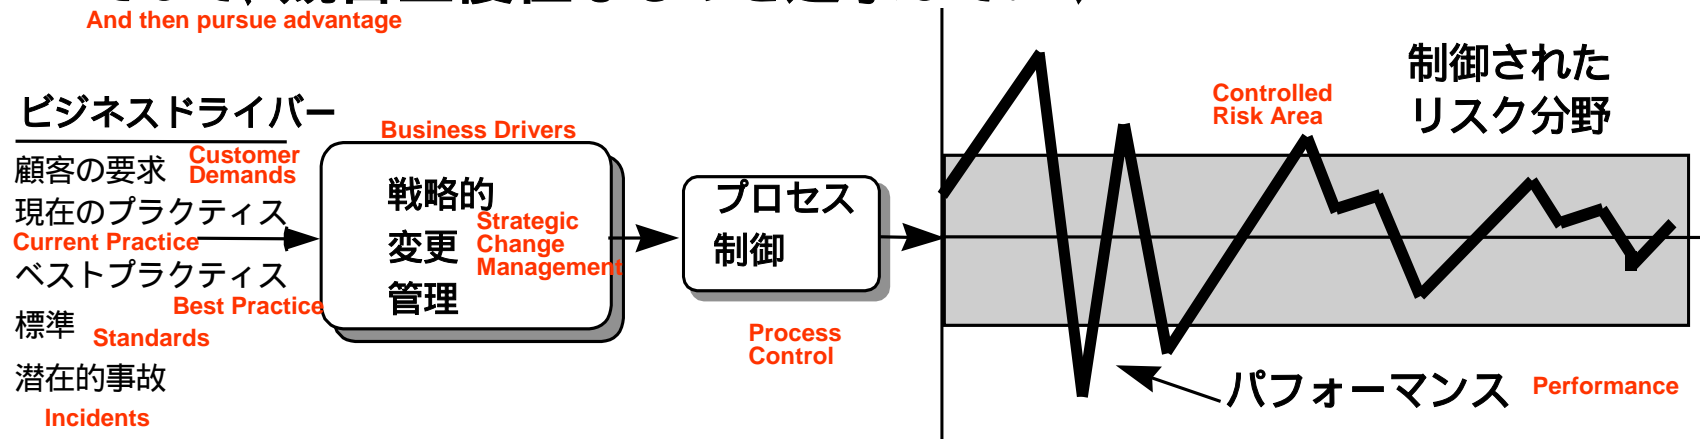 And then pursue advantage
ビジネスドライバー
Business Drivers
顧客の要求
Customer
Demands
現在のプラクティス
Current Practice
ベストプラクティス
Best Practice
標準
Standards
潜在的事故
Incidents
戦略的
変更
管理
Strategic
Change
Management
プロセス
制御
Process
Control
Controlled
Risk Area
制御された
リスク分野
パフォーマンス
Performance